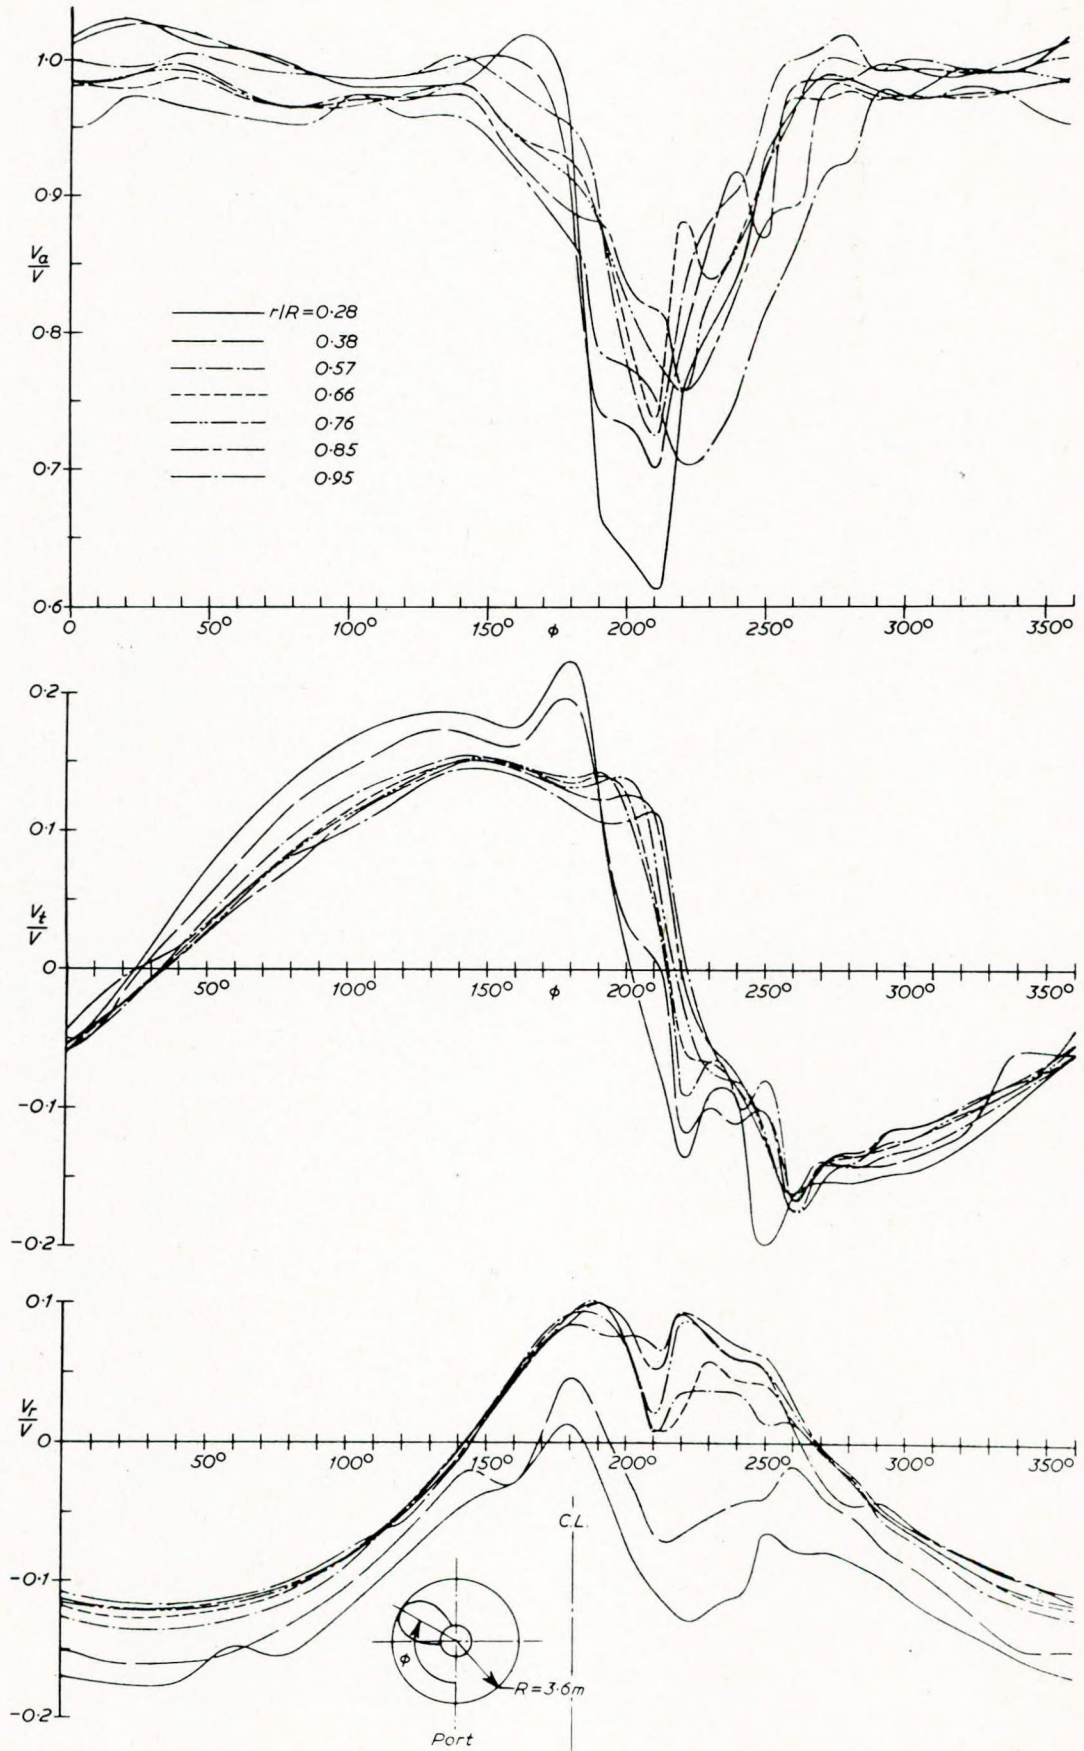 1·0
0·9
Va
V
0·8
0·7
0·6
r/R=0·28
0·38
0·57
0·66
0·76
0·85
0·95
0 50° 100° 150° φ 200° 250° 300° 350°
0·2
0·1
Vt
V
0
-0·1
-0·2
50° 100° 150° φ 200° 250° 300° 350°
0·1
Vr
V
0
-0·1
-0·2
50° 100° 150° 200° 250° 300° 350°
C.L.
φ
R=3·6m
Port